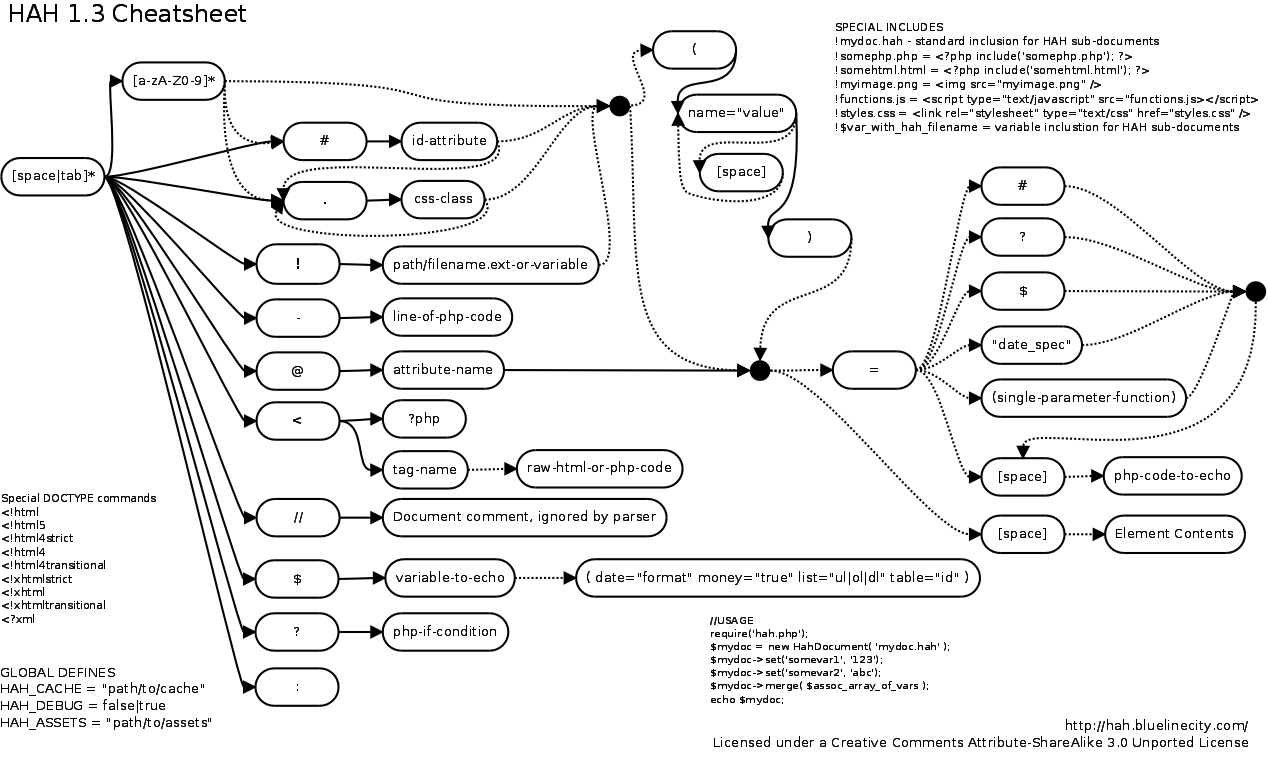 HAH 1.3 Cheatsheet
SPECIAL INCLUDES
!mydoc.hah - standard inclusion for HAH sub-documents
!somephp.php = <?php include('somephp.php'); ?>
!somehtml.html = <?php include('somehtml.html'); ?>
!myimage.png = <img src="myimage.png" />
!functions.js = <script type="text/javascript" src="functions.js></script>
!styles.css = <link rel="stylesheet" type="text/css" href="styles.css" />
!$var_with_hah_filename = variable inclustion for HAH sub-documents
[space|tab]*
[a-zA-Z0-9]*
#
id-attribute
.
css-class
!
path/filename.ext-or-variable
-
line-of-php-code
@
attribute-name
<
?php
tag-name
raw-html-or-php-code
//
Document comment, ignored by parser
$
variable-to-echo
( date="format" money="true" list="ul|ol|dl" table="id" )
?
php-if-condition
:
(
name="value"
[space]
)
=
#
?
$
"date_spec"
(single-parameter-function)
[space]
php-code-to-echo
[space]
Element Contents
Special DOCTYPE commands
<!html
<!html5
<!html4strict
<!html4
<!html4transitional
<!xhtmlstrict
<!xhtml
<!xhtmltransitional
<?xml
GLOBAL DEFINES
HAH_CACHE = "path/to/cache"
HAH_DEBUG = false|true
HAH_ASSETS = "path/to/assets"
//USAGE
require('hah.php');
$mydoc = new HahDocument( 'mydoc.hah' );
$mydoc->set('somevar1', '123');
$mydoc->set('somevar2', 'abc');
$mydoc->merge( $assoc_array_of_vars );
echo $mydoc;
http://hah.bluelinecity.com/
Licensed under a Creative Commons Attribute-ShareAlike 3.0 Unported License